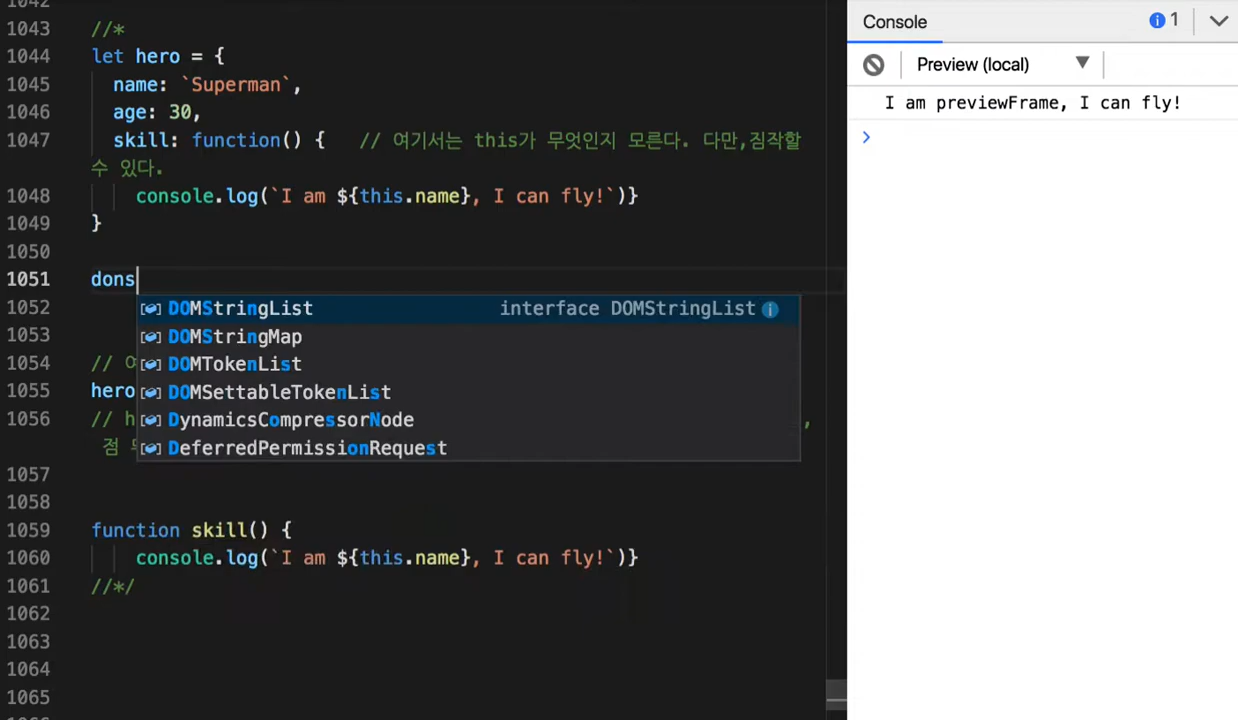 1042
1043 //*
1044 let hero = {
1045 name: `Superman`,
1046 age: 30,
1047 skill: function() { // 여기서는 this가 무엇인지 모른다. 다만,짐작할
수 있다.
1048 console.log(`I am ${this.name}, I can fly!`)}
1049 }
1050
1051 dons
1052 DOMStringList interface DOMStringList
1053 DOMStringMap
1054 // DOMTokenList
1055 hero DOMSettableTokenList
1056 // h DynamicsCompressorNode ,
점 DeferredPermissionRequest
1057
1058
1059 function skill() {
1060 console.log(`I am ${this.name}, I can fly!`)}
1061 //*/
1062
1063
1064
1065
Console 1
Preview (local)
I am previewFrame, I can fly!
>